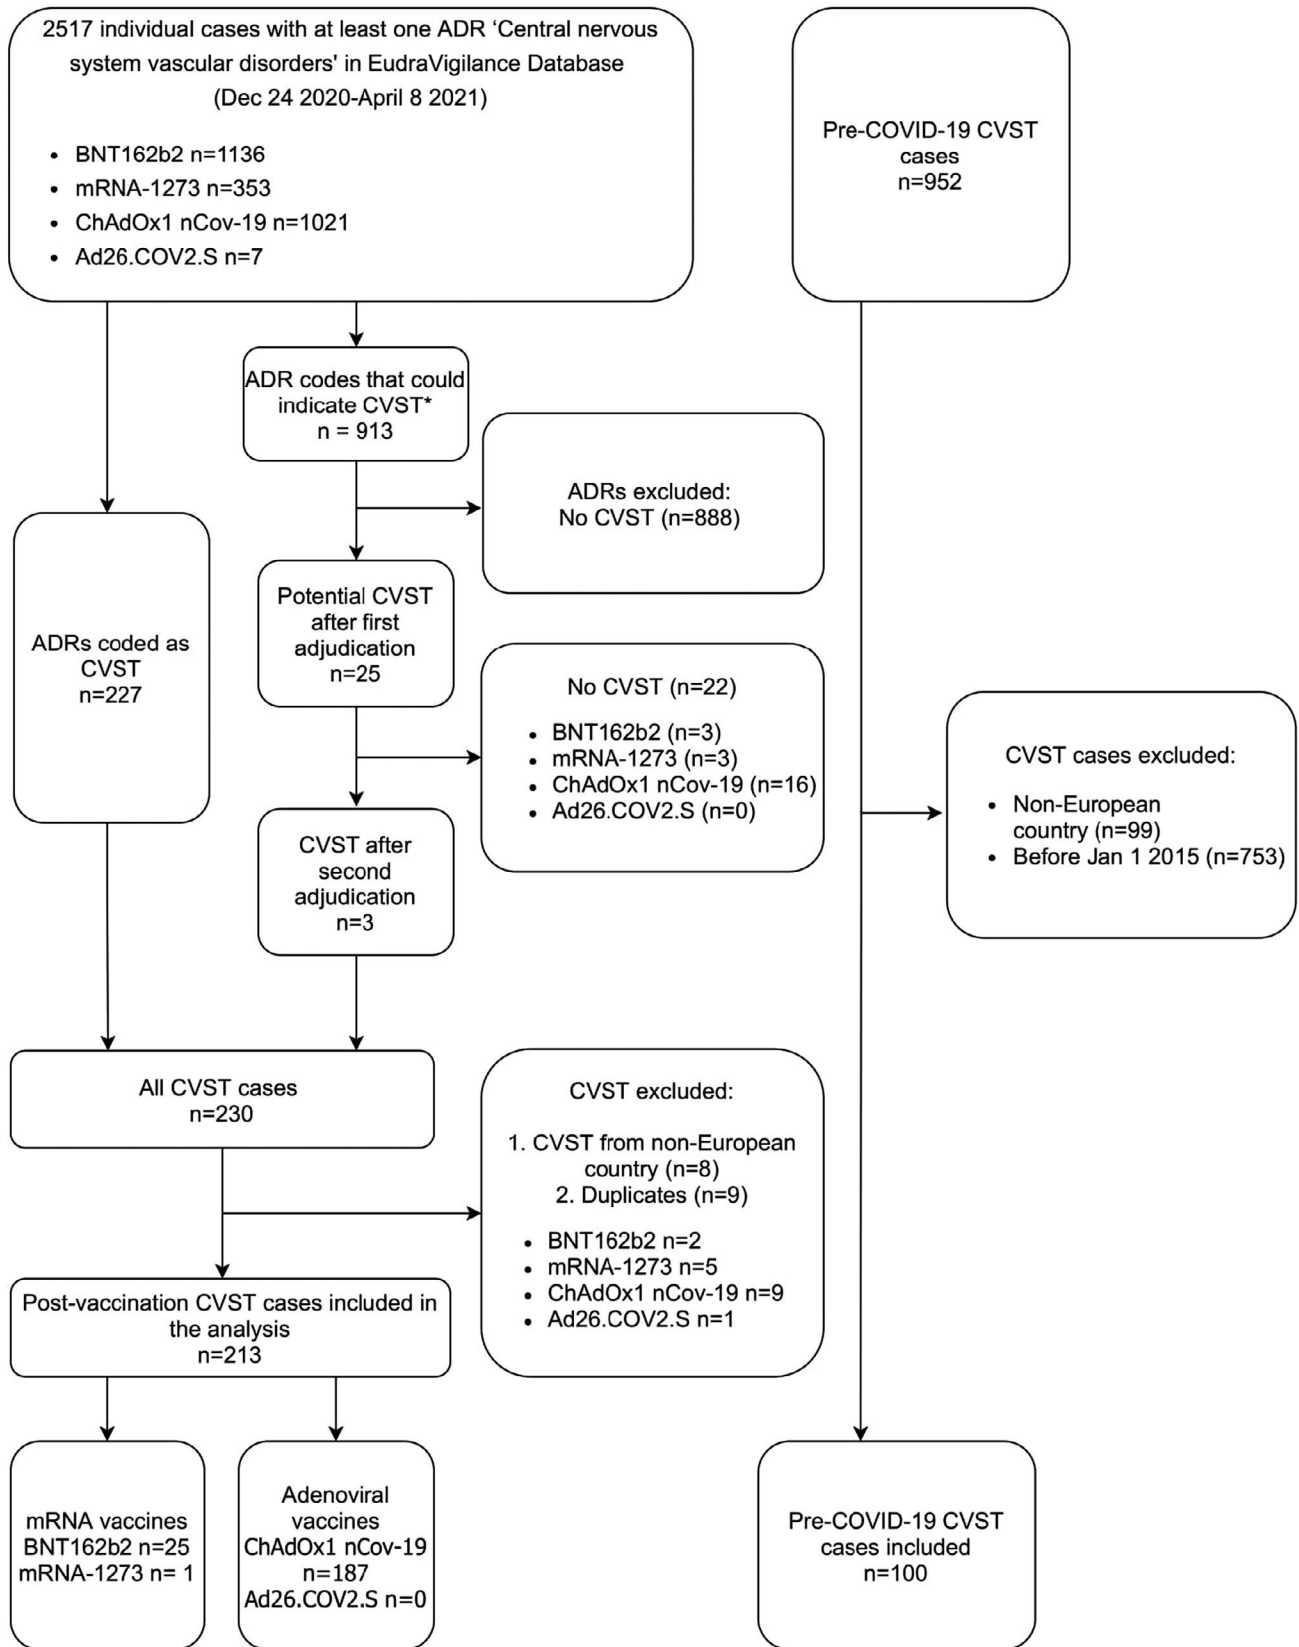 2517 individual cases with at least one ADR ‘Central nervous
system vascular disorders' in EudraVigilance Database
(Dec 24 2020-April 8 2021)
• BNT162b2 n=1136
• mRNA-1273 n=353
• ChAdOx1 nCov-19 n=1021
• Ad26.COV2.S n=7
Pre-COVID-19 CVST
cases
n=952
ADR codes that could
indicate CVST*
n = 913
ADRs excluded:
No CVST (n=888)
ADRs coded as
CVST
n=227
Potential CVST
after first
adjudication
n=25
No CVST (n=22)
• BNT162b2 (n=3)
• mRNA-1273 (n=3)
• ChAdOx1 nCov-19 (n=16)
• Ad26.COV2.S (n=0)
CVST cases excluded:
• Non-European
country (n=99)
• Before Jan 1 2015 (n=753)
CVST after
second
adjudication
n=3
All CVST cases
n=230
CVST excluded:
1. CVST from non-European
country (n=8)
2. Duplicates (n=9)
• BNT162b2 n=2
• mRNA-1273 n=5
• ChAdOx1 nCov-19 n=9
• Ad26.COV2.S n=1
Post-vaccination CVST cases included in
the analysis
n=213
mRNA vaccines
BNT162b2 n=25
mRNA-1273 n= 1
Adenoviral
vaccines
ChAdOx1 nCov-19
n=187
Ad26.COV2.S n=0
Pre-COVID-19 CVST
cases included
n=100